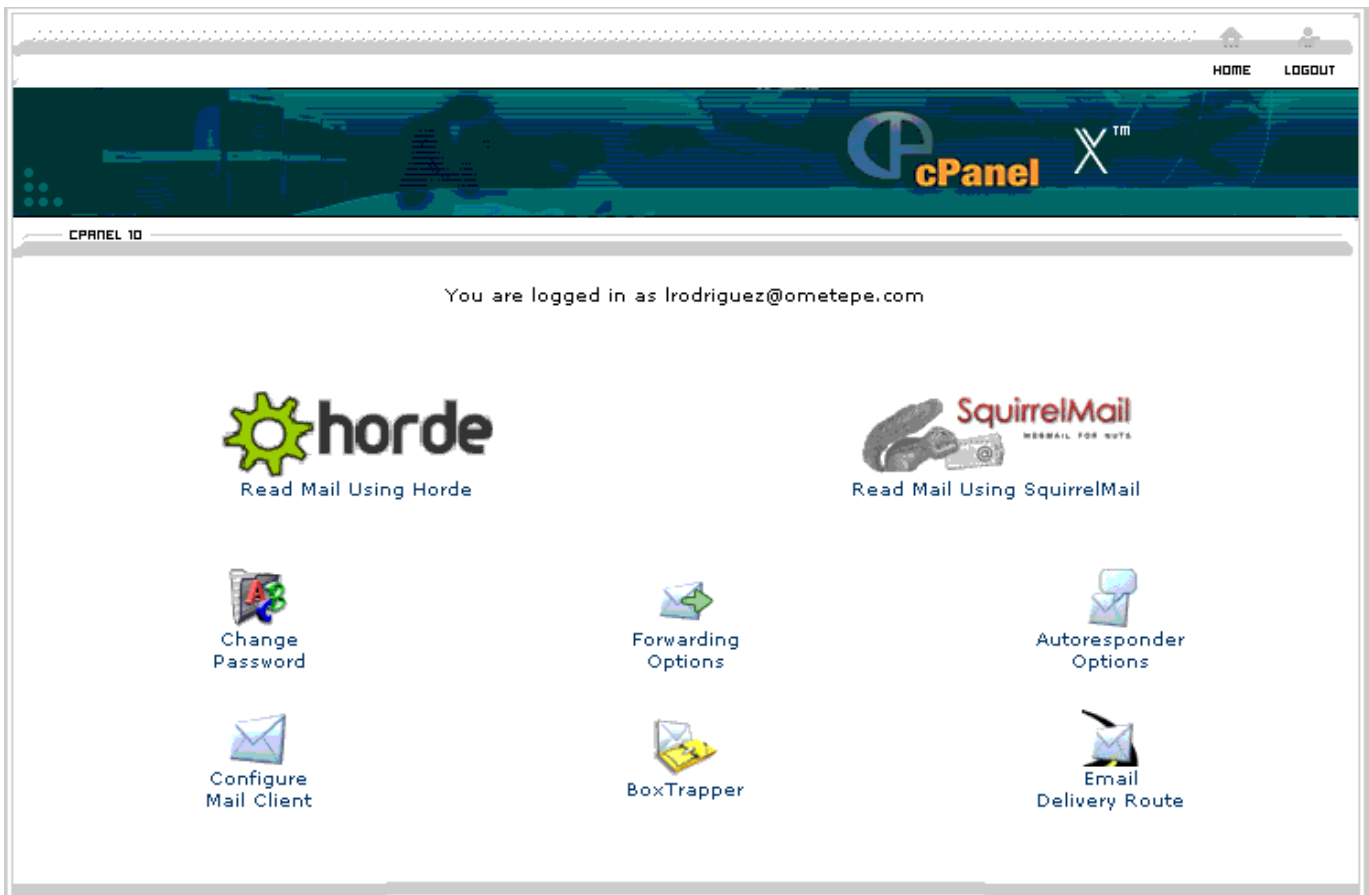 HOME LOGOUT
cPanel X™
CPANEL 10
You are logged in as lrodriguez@ometepe.com
horde
SquirrelMail
WEBMAIL FOR NUTS
Read Mail Using Horde
Read Mail Using SquirrelMail
Change
Password
Forwarding
Options
Autoresponder
Options
Configure
Mail Client
BoxTrapper
Email
Delivery Route